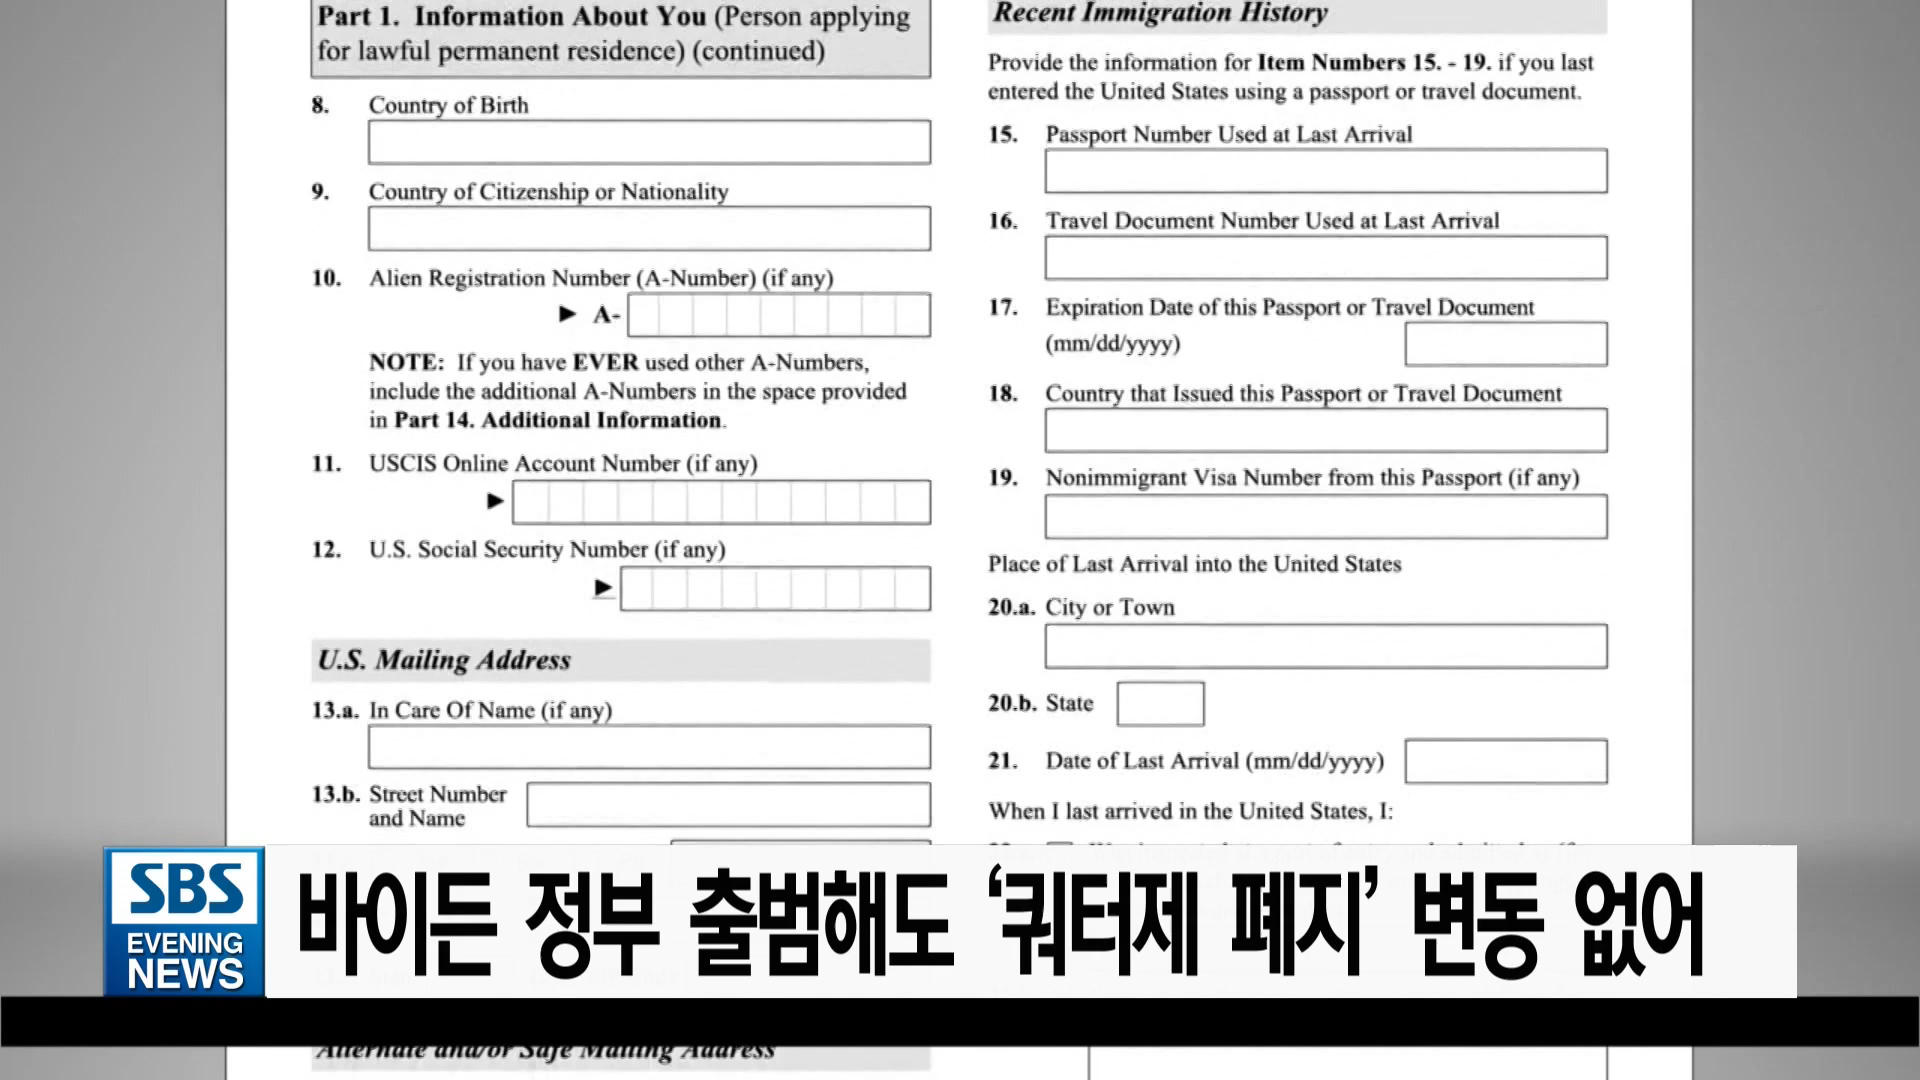 Part 1. Information About You (Person applying
for lawful permanent residence) (continued)
8. Country of Birth
9. Country of Citizenship or Nationality
10. Alien Registration Number (A-Number) (if any)
► A-
NOTE: If you have EVER used other A-Numbers,
include the additional A-Numbers in the space provided
in Part 14. Additional Information.
11. USCIS Online Account Number (if any)
►
12. U.S. Social Security Number (if any)
►
U.S. Mailing Address
13.a. In Care Of Name (if any)
13.b. Street Number
and Name
Alternate and/or Safe Mailing Address
Recent Immigration History
Provide the information for Item Numbers 15. - 19. if you last
entered the United States using a passport or travel document.
15. Passport Number Used at Last Arrival
16. Travel Document Number Used at Last Arrival
17. Expiration Date of this Passport or Travel Document
(mm/dd/yyyy)
18. Country that Issued this Passport or Travel Document
19. Nonimmigrant Visa Number from this Passport (if any)
Place of Last Arrival into the United States
20.a. City or Town
20.b. State
21. Date of Last Arrival (mm/dd/yyyy)
When I last arrived in the United States, I:
SBS
EVENING
NEWS
바이든 정부 출범해도 ‘쿼터제 폐지’ 변동 없어